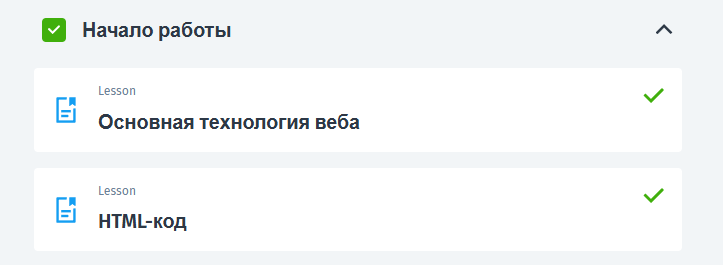 Начало работы
Lesson
Основная технология веба
Lesson
HTML-код